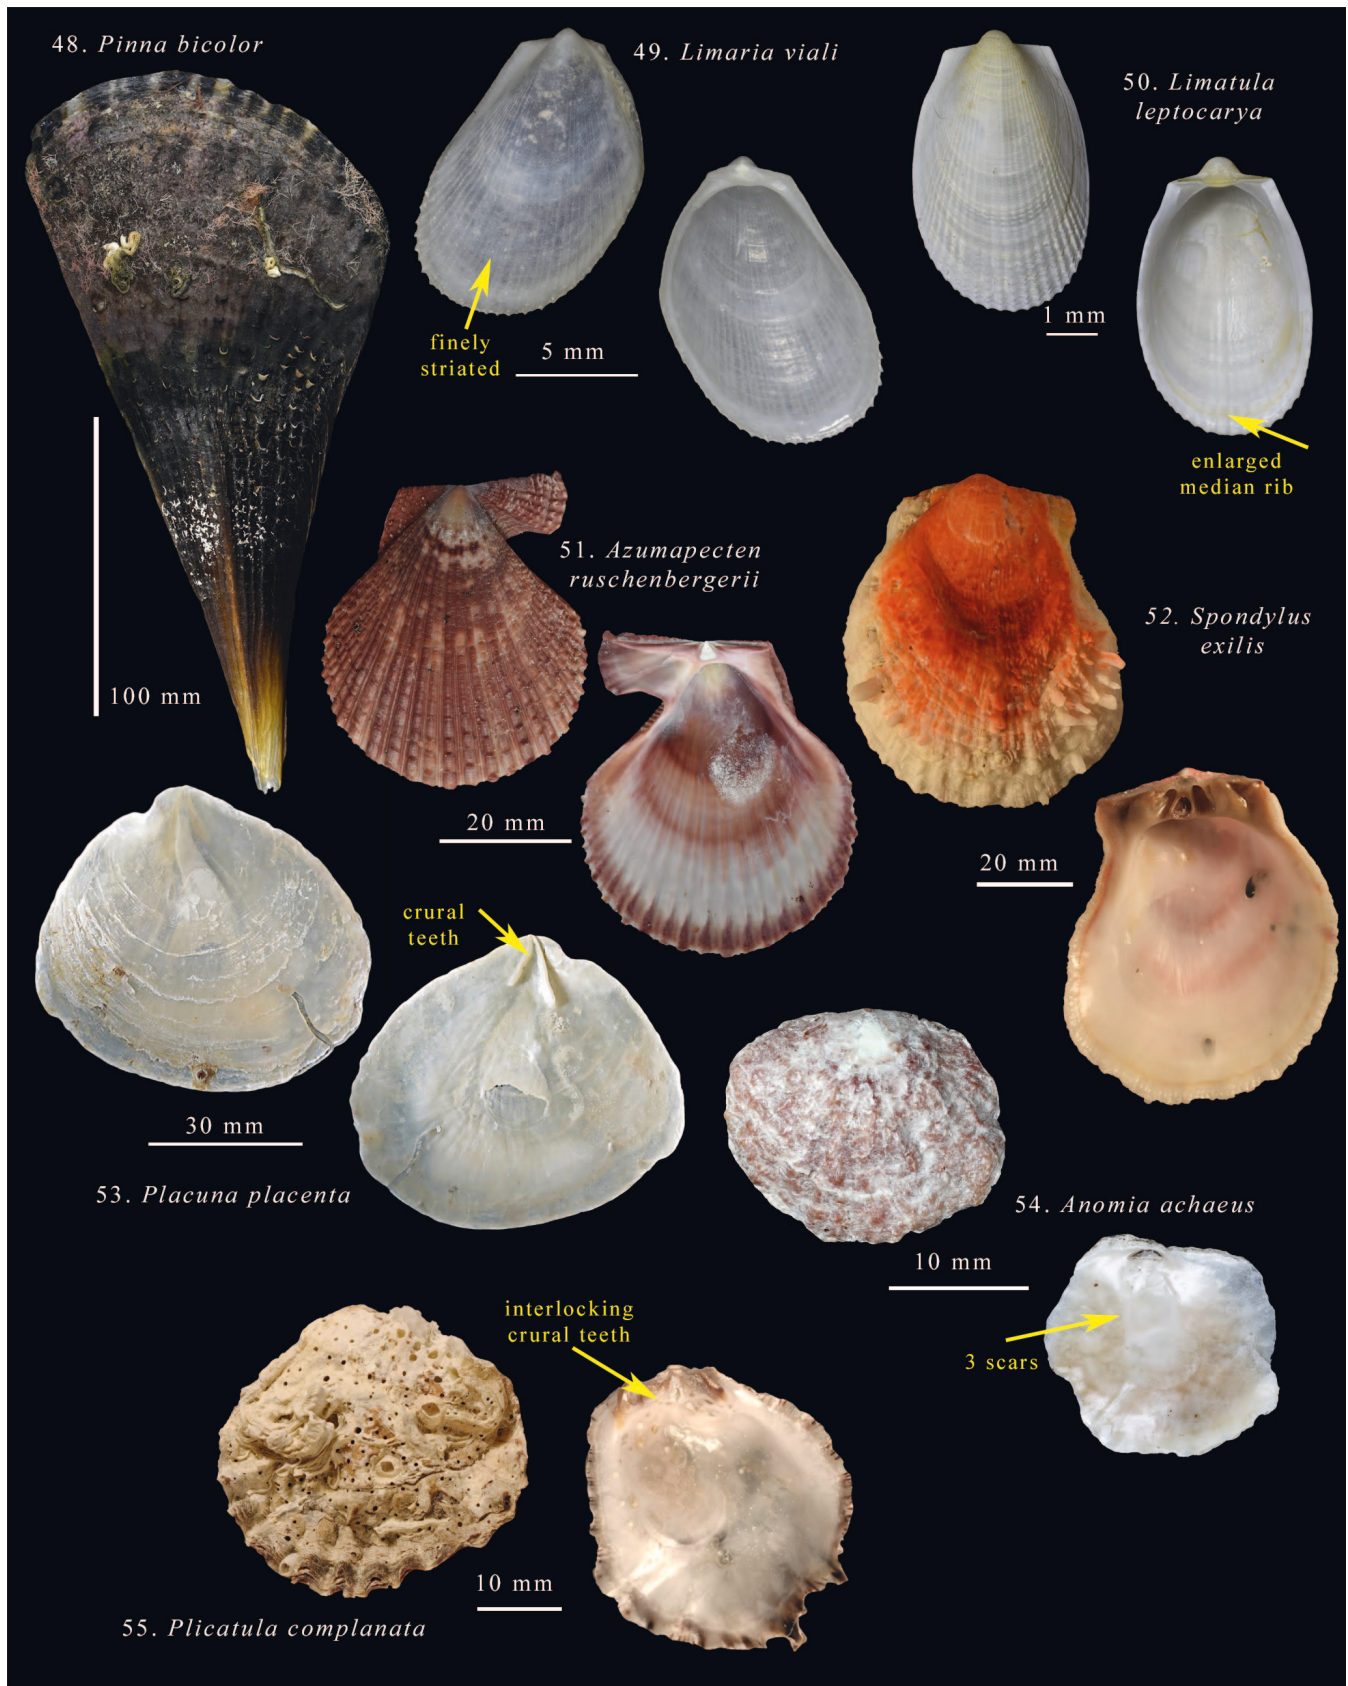 48. Pinna bicolor
49. Limaria viali
50. Limatula
leptocarya
finely
striated
5 mm
1 mm
enlarged
median rib
51. Azumapecten
ruschenbergerii
52. Spondylus
exilis
100 mm
20 mm
20 mm
crural
teeth
30 mm
53. Placuna placenta
54. Anomia achaeus
10 mm
3 scars
interlocking
crural teeth
10 mm
55. Plicatula complanata